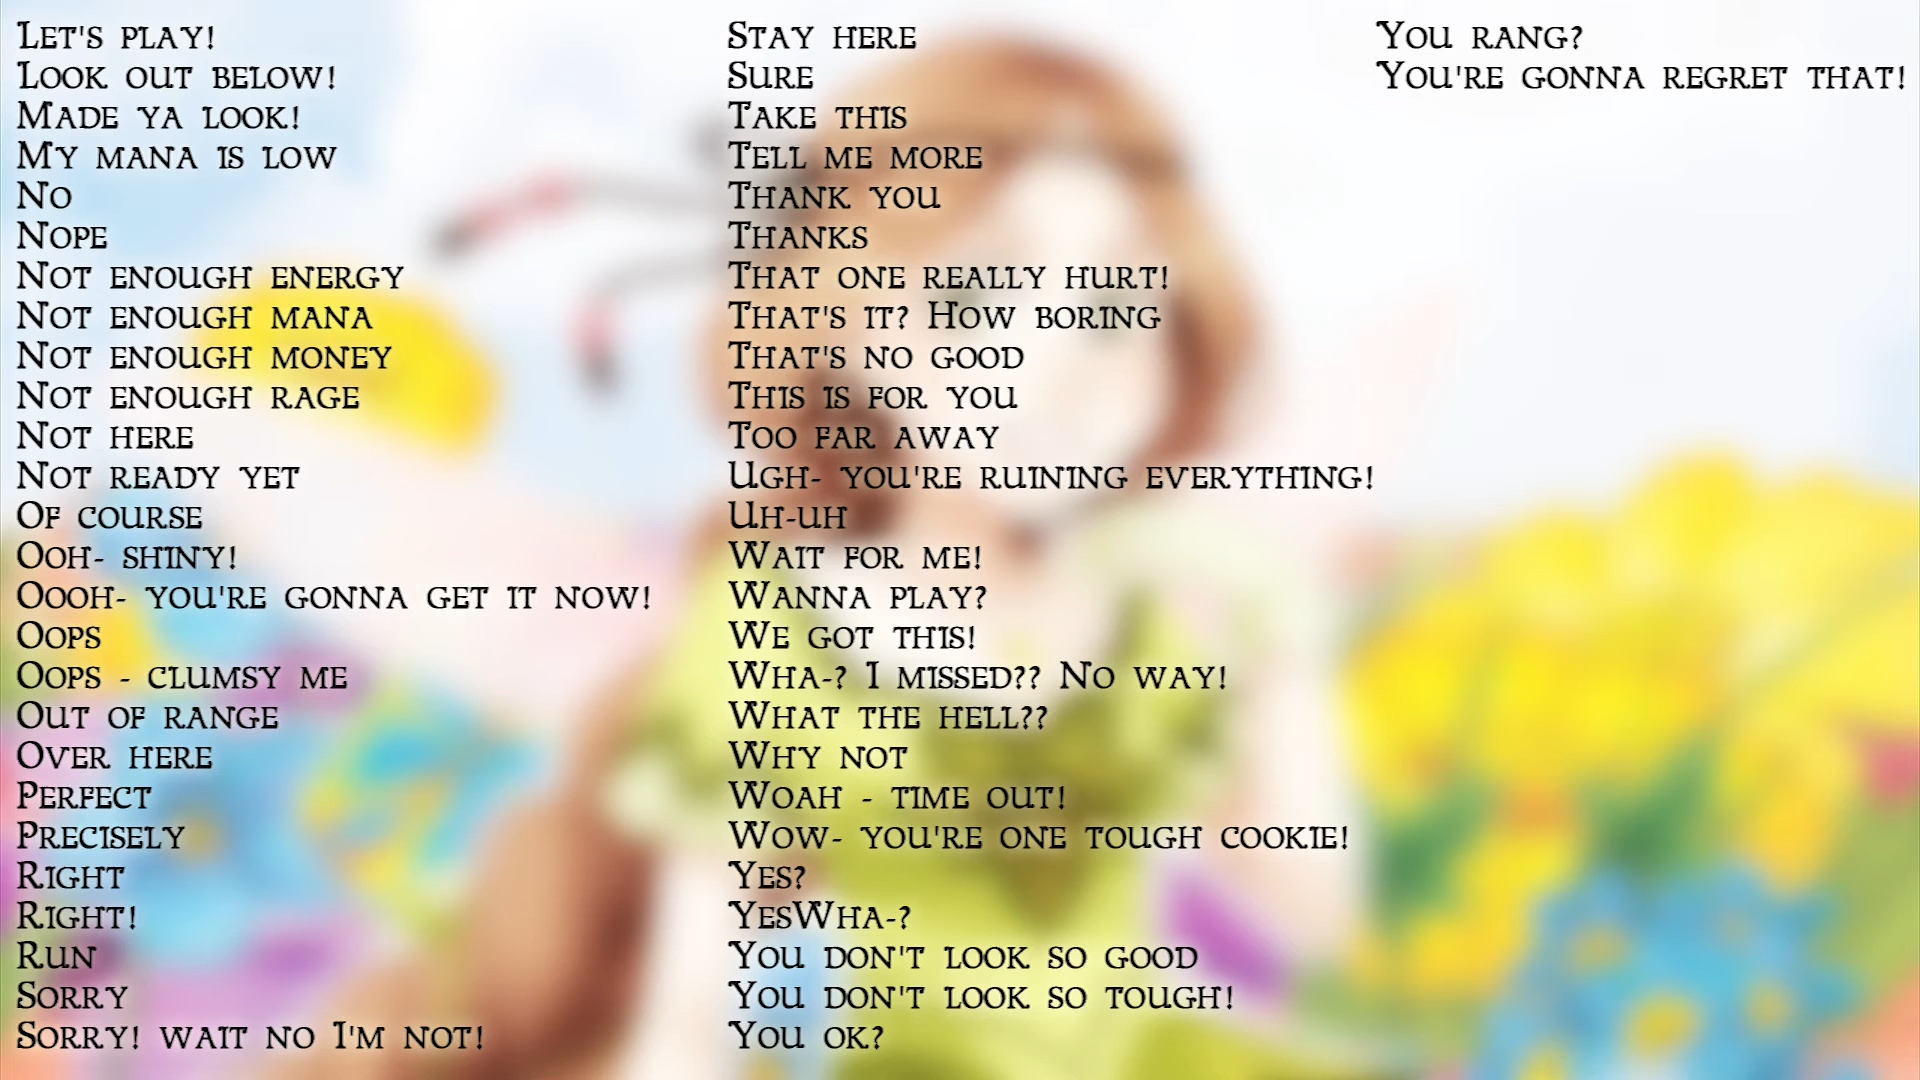 Let's play!
Look out below!
Made ya look!
My mana is low
No
Nope
Not enough energy
Not enough mana
Not enough money
Not enough rage
Not here
Not ready yet
Of course
Ooh- shiny!
Oooh- you're gonna get it now!
Oops
Oops - clumsy me
Out of range
Over here
Perfect
Precisely
Right
Right!
Run
Sorry
Sorry! wait no I'm not!
Stay here
Sure
Take this
Tell me more
Thank you
Thanks
That one really hurt!
That's it? How boring
That's no good
This is for you
Too far away
Ugh- you're ruining everything!
Uh-uh
Wait for me!
Wanna play?
We got this!
Wha-? I missed?? No way!
What the hell??
Why not
Woah - time out!
Wow- you're one tough cookie!
Yes?
YesWha-?
You don't look so good
You don't look so tough!
You ok?
You rang?
You're gonna regret that!